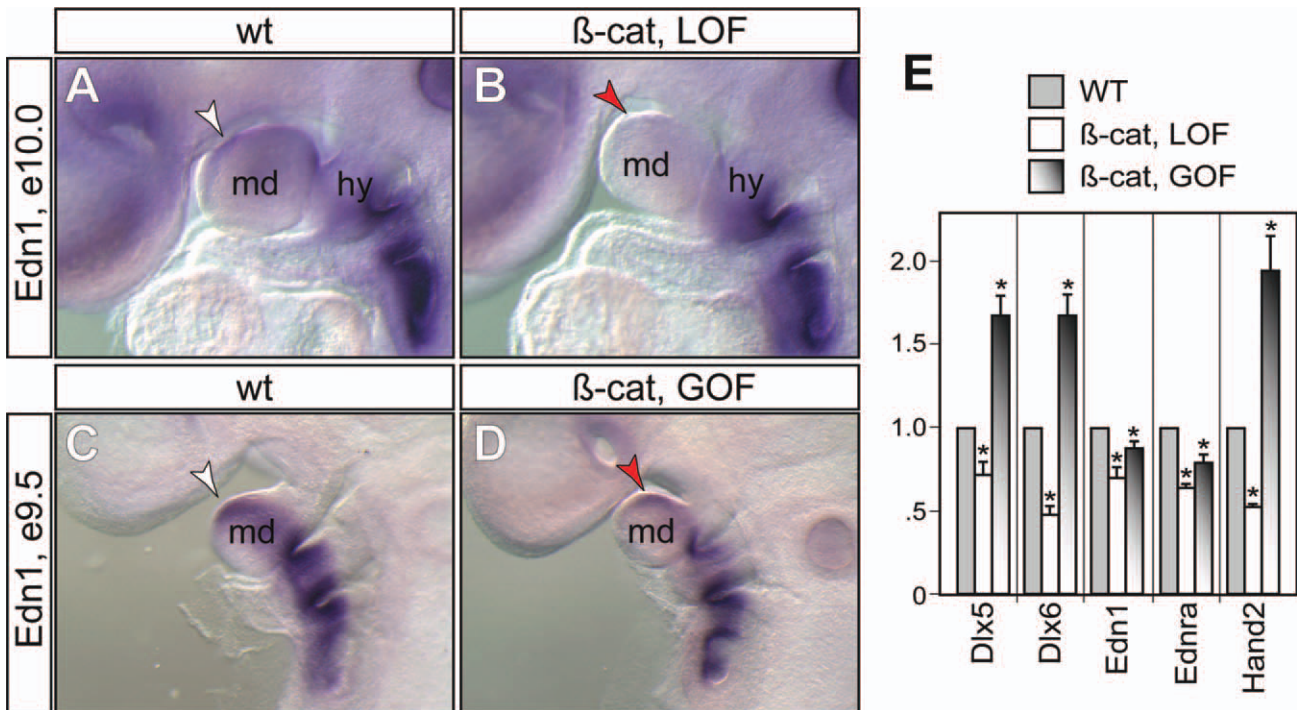 wt
ß-cat, LOF
Edn1, e10.0
A
md
hy
B
md
hy
wt
ß-cat, GOF
Edn1, e9.5
C
md
D
md
E
WT
ß-cat, LOF
ß-cat, GOF
2.0
1.5
1.0
.5
0
* * * * * * * * * *
Dlx5
Dlx6
Edn1
Ednra
Hand2